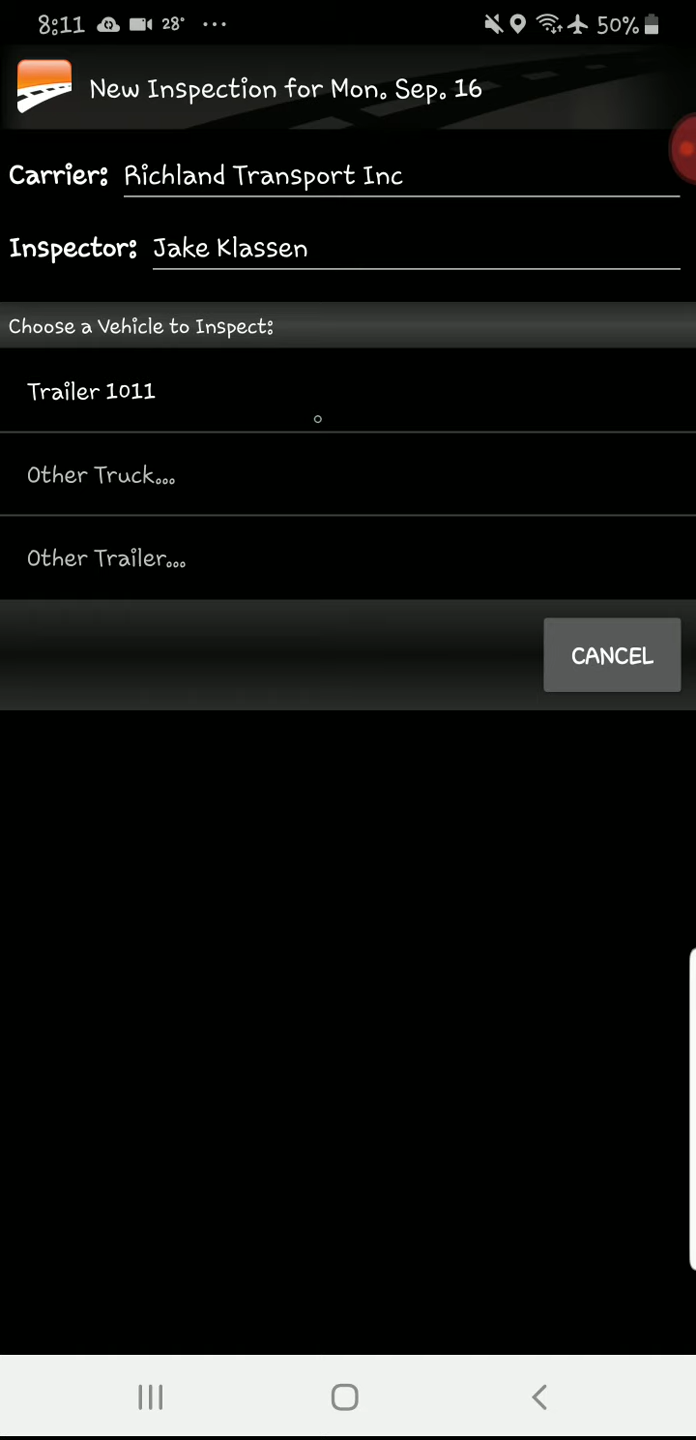 8:11 28° ... 50%
New Inspection for Mon. Sep. 16
Carrier: Richland Transport Inc
Inspector: Jake Klassen
Choose a Vehicle to Inspect:
Trailer 1011
Other Truck...
Other Trailer...
CANCEL